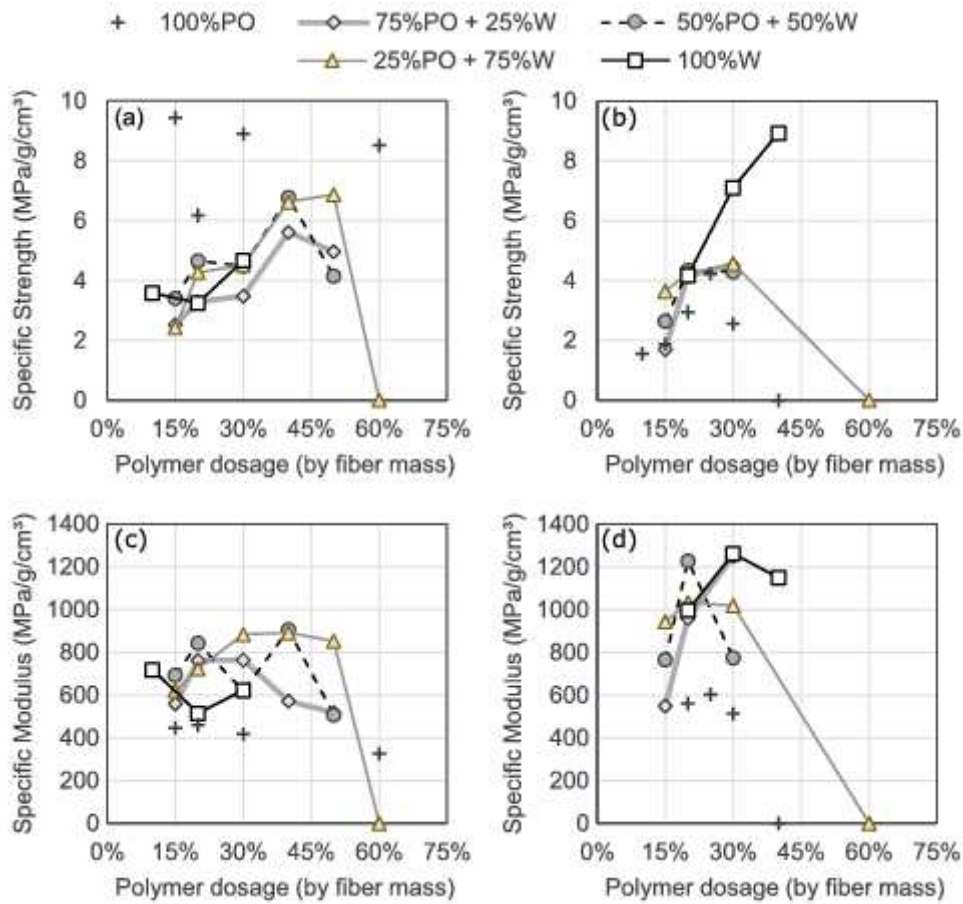 100%PO 75%PO + 25%W 50%PO + 50%W
25%PO + 75%W 100%W
(a)
Specific Strength (MPa/g/cm³)
10
8
6
4
2
0
0% 15% 30% 45% 60% 75%
Polymer dosage (by fiber mass)
(b)
Specific Strength (MPa/g/cm³)
10
8
6
4
2
0
0% 15% 30% 45% 60% 75%
Polymer dosage (by fiber mass)
(c)
Specific Modulus (MPa/g/cm³)
1400
1200
1000
800
600
400
200
0
0% 15% 30% 45% 60% 75%
Polymer dosage (by fiber mass)
(d)
Specific Modulus (MPa/g/cm³)
1400
1200
1000
800
600
400
200
0
0% 15% 30% 45% 60% 75%
Polymer dosage (by fiber mass)